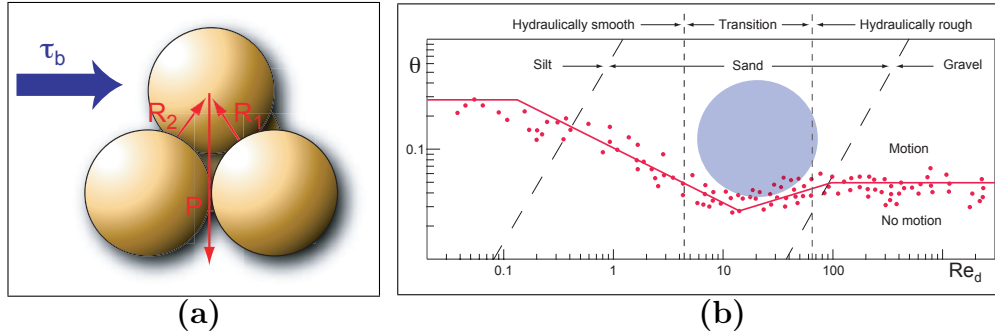 τb
R2
R1
P
(a)
Hydraulically smooth
Transition
Hydraulically rough
θ
Silt
Sand
Gravel
0.1
Motion
No motion
0.1
1
10
100
Red
(b)